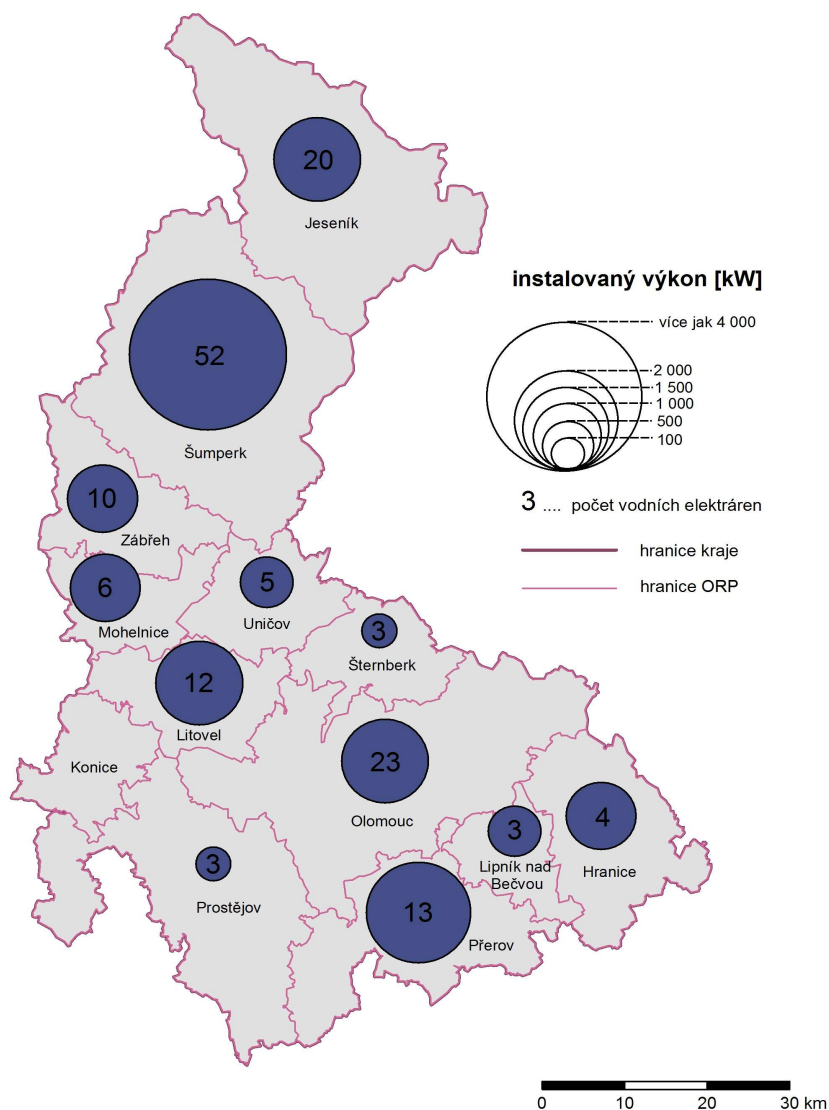 20
Jeseník
instalovaný výkon [kW]
více jak 4 000
52
2 000
1 500
1 000
500
100
Šumperk
10
3 .... počet vodních elektráren
Zábřeh
hranice kraje
6
5
hranice ORP
Mohelnice
Uničov
3
Šternberk
12
Litovel
Konice
23
Olomouc
4
3
Lipník nad
Bečvou
Hranice
3
Prostějov
13
Přerov
0 10 20 30 km